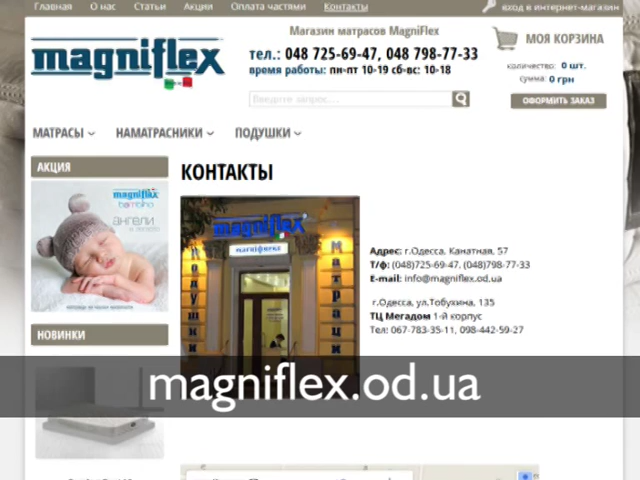 Главная О нас Статьи Акции Оплата частями Контакты вход в интернет-магазин
magniflex
Магазин матрасов MagniFlex
тел.: 048 725-69-47, 048 798-77-33
время работы: пн-пт 10-19 сб-вс: 10-18
Введите запрос.....
МОЯ КОРЗИНА
количество: 0 шт.
сумма: 0 грн
ОФОРМИТЬ ЗАКАЗ
МАТРАСЫ НАМАТРАСНИКИ ПОДУШКИ
АКЦИЯ
magniflex
bambino
ангели
НОВИНКИ
КОНТАКТЫ
magniflex
магніфлекс
Подушки
Матраци
Адрес: г.Одесса, Канатная, 57
Т/ф: (048)725-69-47, (048)798-77-33
E-mail: info@magniflex.od.ua
г.Одесса, ул.Тобухина, 135
ТЦ Мегадом 1-й корпус
Тел: 067-783-35-11, 098-442-59-27
magniflex.od.ua